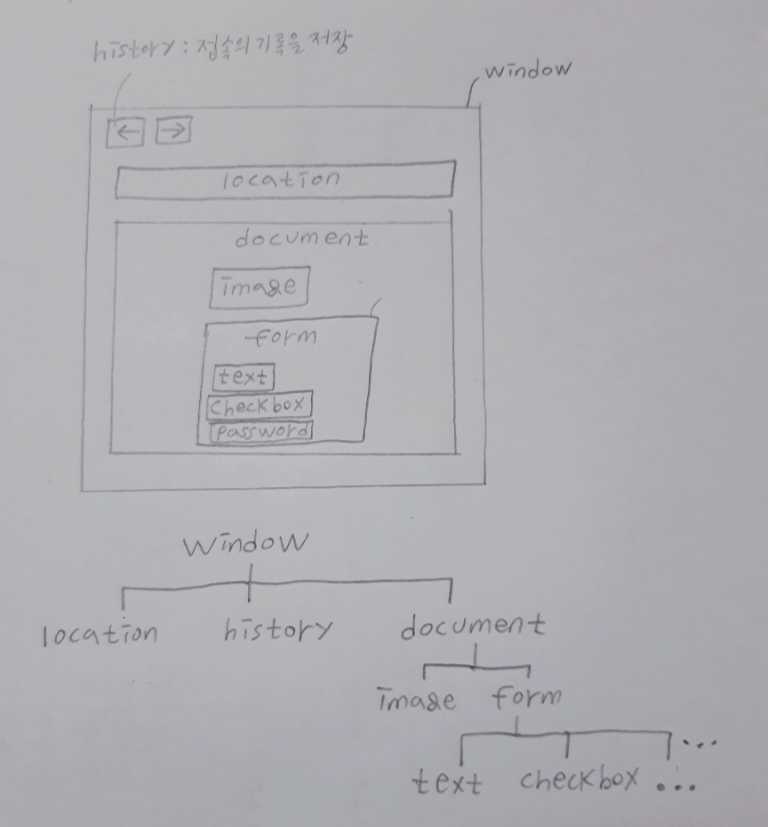 history : 접속의 기록을 저장
window
← →
location
document
image
form
text
checkbox
password
window
location history document
image form
text checkbox ...
...